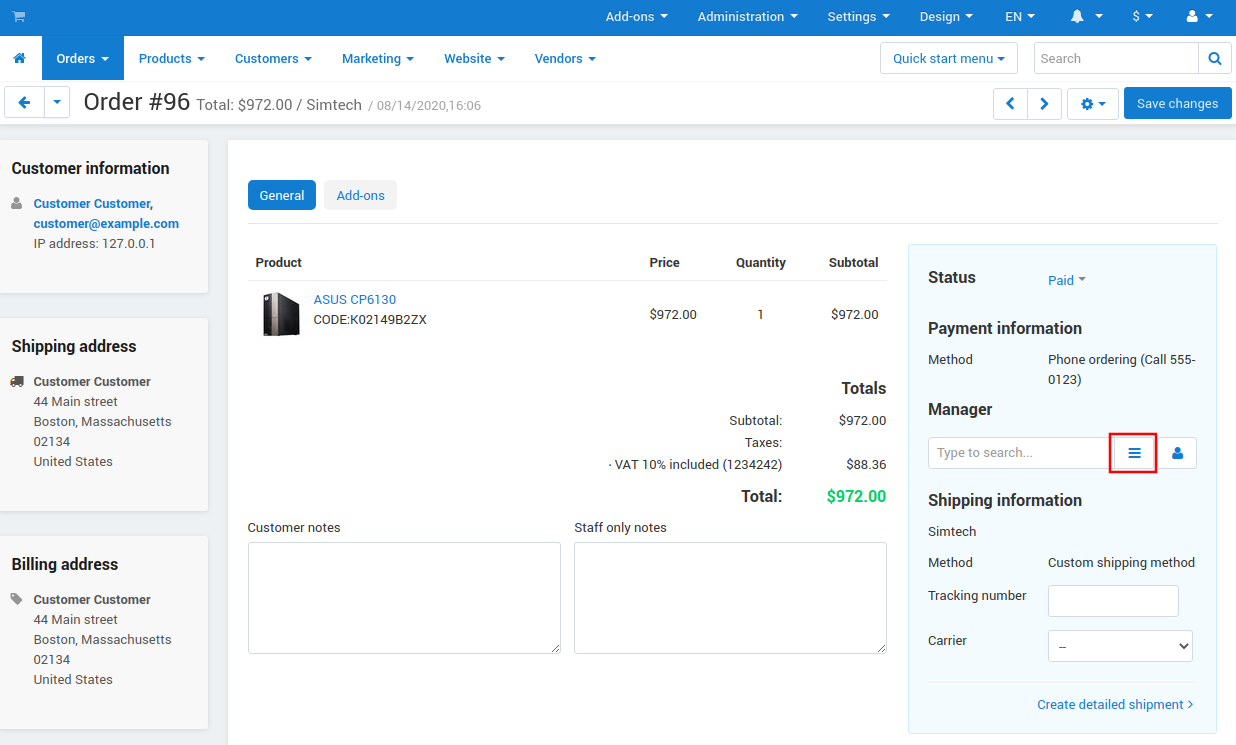 Add-ons Administration Settings Design EN $
Orders Products Customers Marketing Website Vendors Quick start menu Search
Order #96 Total: $972.00 / Simtech / 08/14/2020,16:06 Save changes
Customer information
Customer Customer,
customer@example.com
IP address: 127.0.0.1
Shipping address
Customer Customer
44 Main street
Boston, Massachusetts
02134
United States
Billing address
Customer Customer
44 Main street
Boston, Massachusetts
02134
United States
General Add-ons
Product Price Quantity Subtotal
ASUS CP6130
CODE:K02149B2ZX
$972.00 1 $972.00
Totals
Subtotal: $972.00
Taxes:
· VAT 10% included (1234242) $88.36
Total: $972.00
Customer notes Staff only notes
Status Paid
Payment information
Method Phone ordering (Call 555-
0123)
Manager
Type to search...
Shipping information
Simtech
Method Custom shipping method
Tracking number
Carrier --
Create detailed shipment